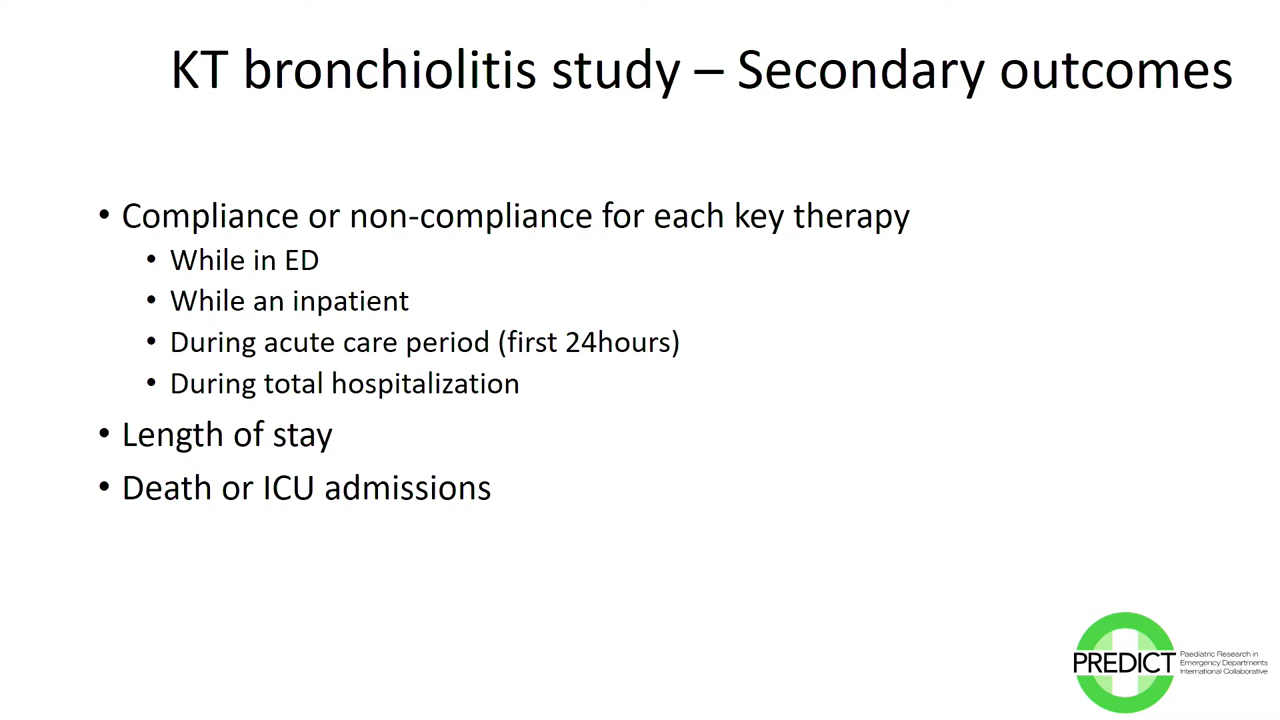 KT bronchiolitis study – Secondary outcomes
• Compliance or non-compliance for each key therapy
• While in ED
• While an inpatient
• During acute care period (first 24hours)
• During total hospitalization
• Length of stay
• Death or ICU admissions
PREDICT
Paediatric Research in
Emergency Departments
International Collaborative